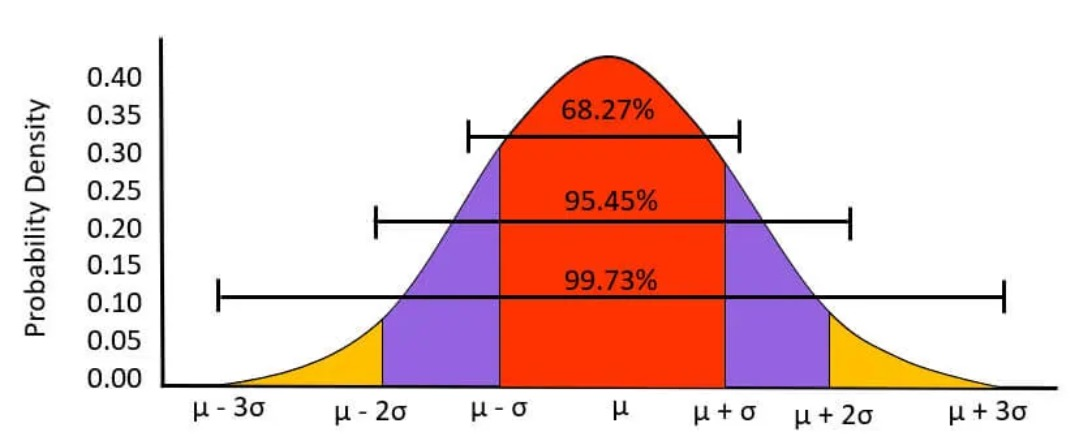 Probability Density
0.40
0.35
0.30
0.25
0.20
0.15
0.10
0.05
0.00
68.27%
95.45%
99.73%
μ - 3σ
μ - 2σ
μ - σ
μ
μ + σ
μ + 2σ
μ + 3σ